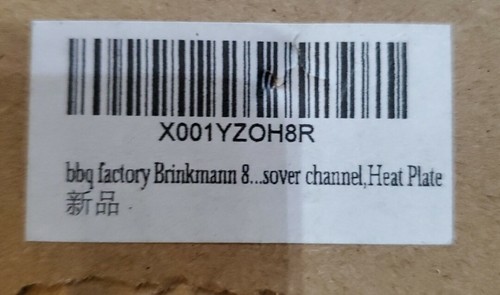 X001YZOH8R
bbq factory Brinkmann 8...sover channel,Heat Plate
新品